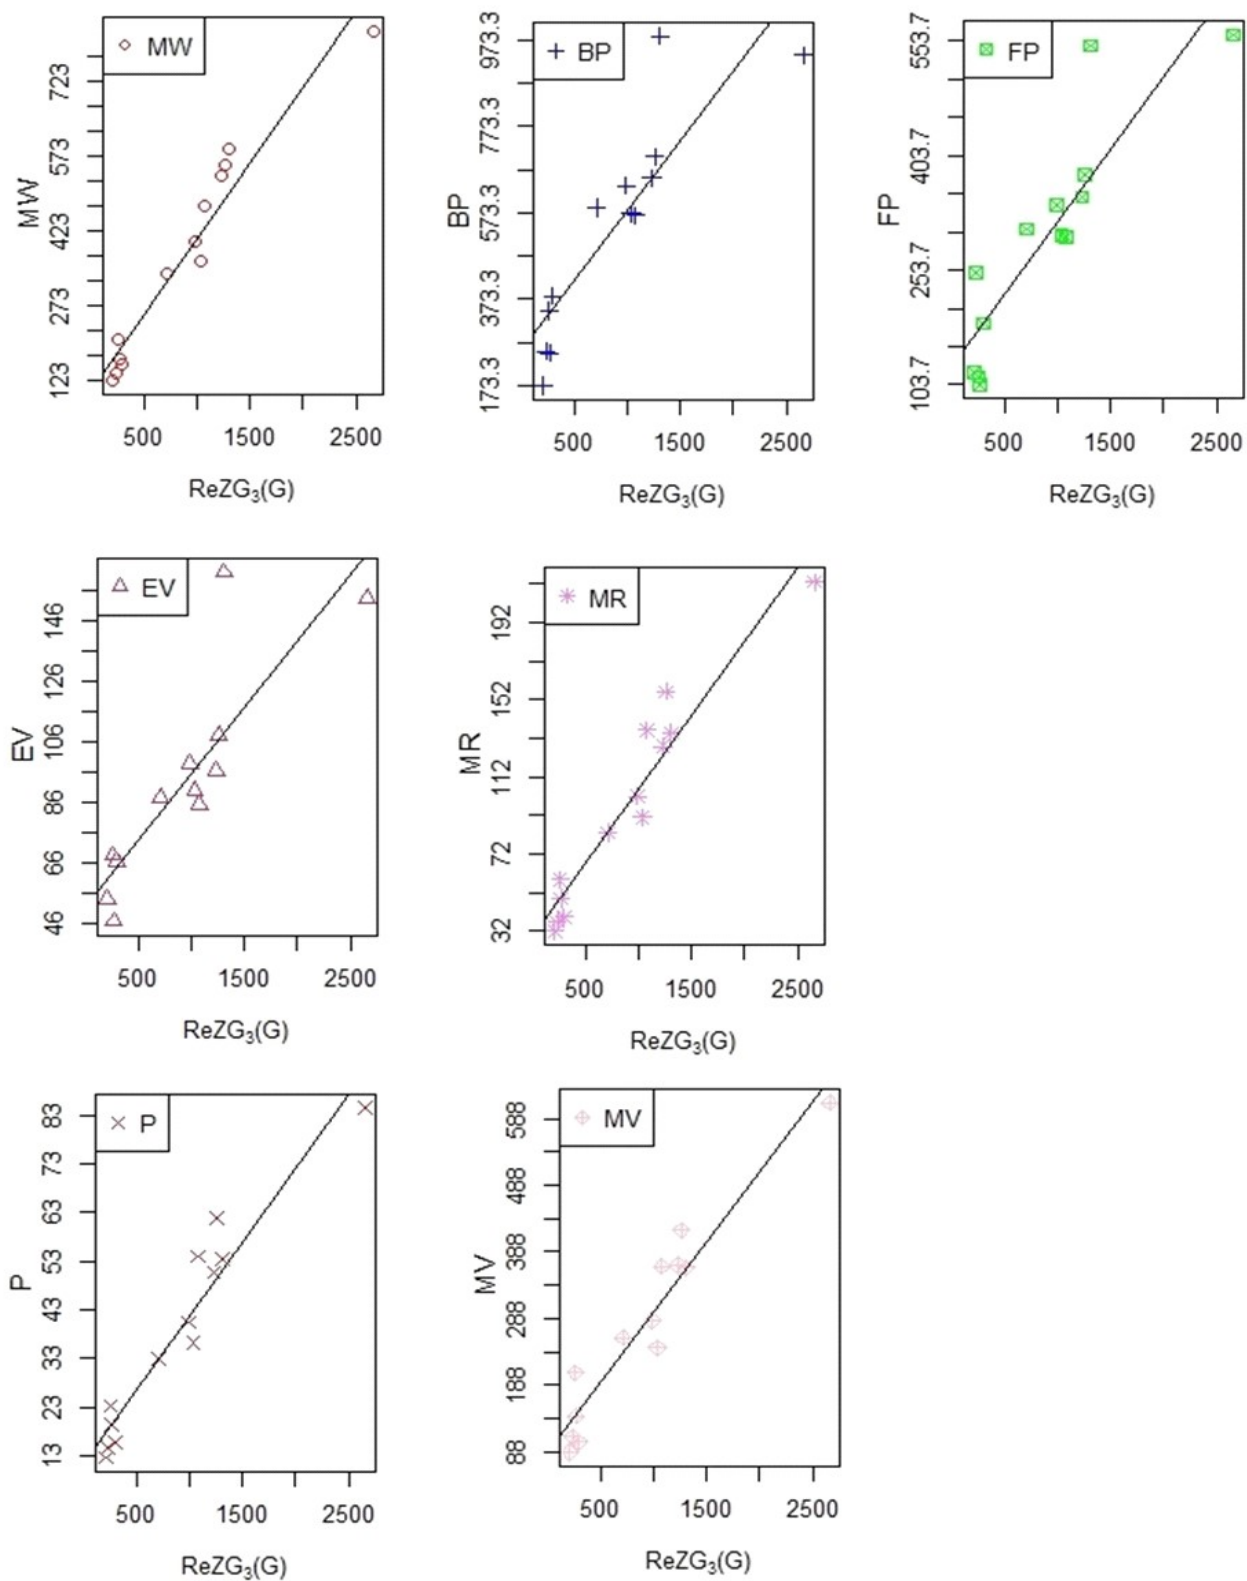 MW
MW
123 273 423 573 723
500 1500 2500
ReZG₃(G)
BP
BP
173.3 373.3 573.3 773.3 973.3
500 1500 2500
ReZG₃(G)
FP
FP
103.7 253.7 403.7 553.7
500 1500 2500
ReZG₃(G)
EV
EV
46 66 86 106 126 146
500 1500 2500
ReZG₃(G)
MR
MR
32 72 112 152 192
500 1500 2500
ReZG₃(G)
P
P
13 23 33 43 53 63 73 83
500 1500 2500
ReZG₃(G)
MV
MV
88 188 288 388 488 588
500 1500 2500
ReZG₃(G)